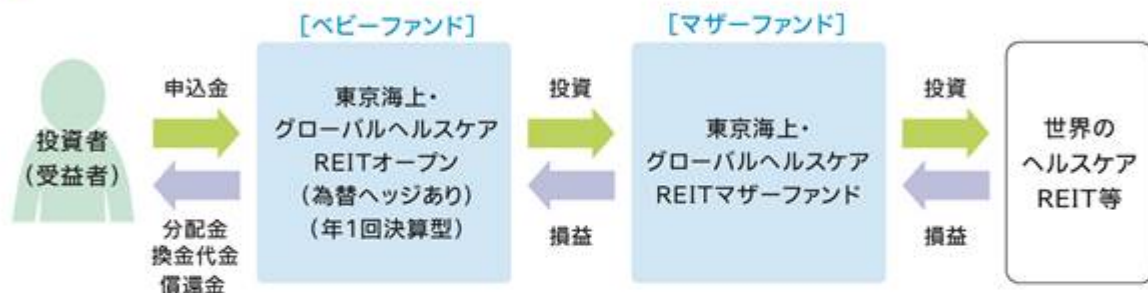 [ベビーファンド]
[マザーファンド]
投資者
(受益者)
申込金
分配金
換金代金
償還金
東京海上・
グローバルヘルスケア
REITオープン
(為替ヘッジあり)
(年1回決算型)
投資
損益
東京海上・
グローバルヘルスケア
REITマザーファンド
投資
損益
世界の
ヘルスケア
REIT等